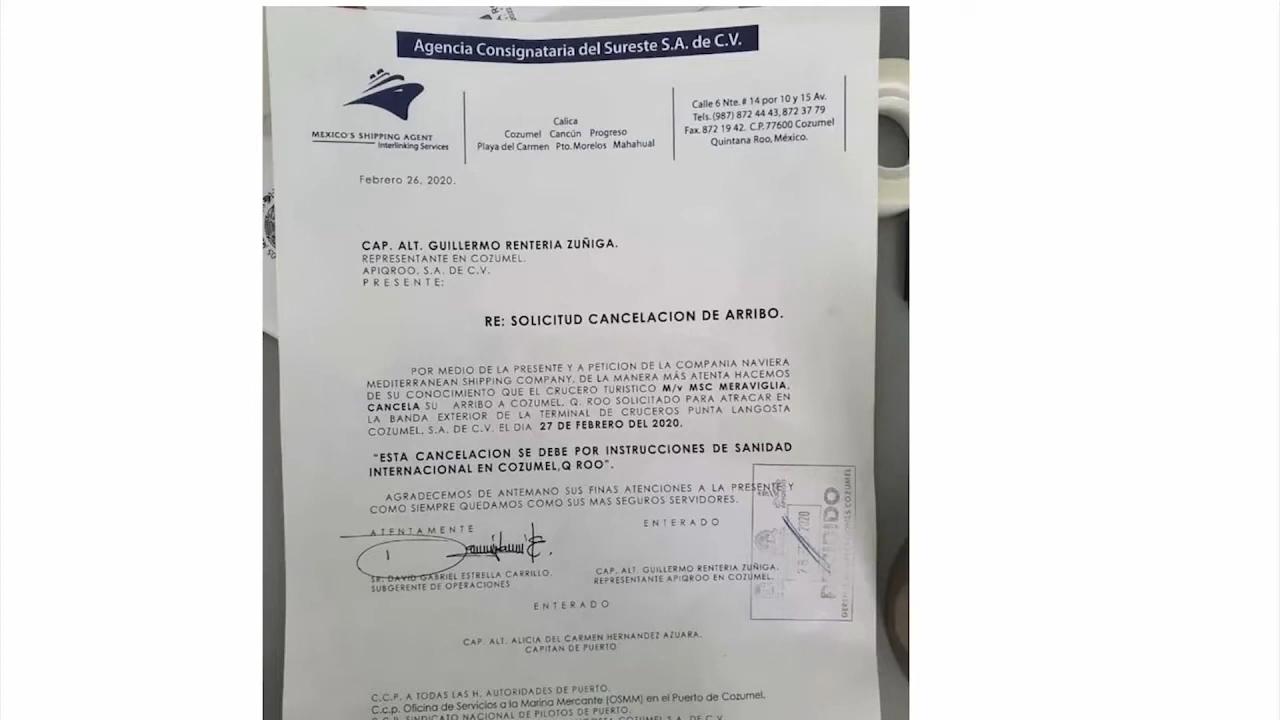 Agencia Consignataria del Sureste S.A. de C.V.
MEXICO'S SHIPPING AGENT
Interlinking Services
Calica
Cozumel Cancún Progreso
Playa del Carmen Pto. Morelos Mahahual
Calle 6 Nte. # 14 por 10 y 15 Av.
Tels. (987) 872 44 43, 872 37 79
Fax. 872 19 42. C.P. 77600 Cozumel
Quintana Roo, México.
Febrero 26, 2020.
CAP. ALT. GUILLERMO RENTERIA ZUÑIGA.
REPRESENTANTE EN COZUMEL.
APIQROO, S.A. DE C.V.
P R E S E N T E:
RE: SOLICITUD CANCELACION DE ARRIBO.
POR MEDIO DE LA PRESENTE Y A PETICION DE LA COMPANIA NAVIERA
MEDITERRANEAN SHIPPING COMPANY, DE LA MANERA MÁS ATENTA HACEMOS
DE SU CONOCIMIENTO QUE EL CRUCERO TURISTICO M/v MSC MERAVIGLIA,
CANCELA SU ARRIBO A COZUMEL, Q. ROO SOLICITADO PARA ATRACAR EN
LA BANDA EXTERIOR DE LA TERMINAL DE CRUCEROS PUNTA LANGOSTA
COZUMEL, S.A. DE C.V. EL DIA 27 DE FEBRERO DEL 2020.
"ESTA CANCELACION SE DEBE POR INSTRUCCIONES DE SANIDAD
INTERNACIONAL EN COZUMEL,Q ROO".
AGRADECEMOS DE ANTEMANO SUS FINAS ATENCIONES A LA PRESENTE Y
COMO SIEMPRE QUEDAMOS COMO SUS MAS SEGUROS SERVIDORES.
A T E N T A M E N T E
E N T E R A D O
SR. DAVID GABRIEL ESTRELLA CARRILLO.
SUBGERENTE DE OPERACIONES
CAP. ALT. GUILLERMO RENTERIA ZUÑIGA.
REPRESENTANTE APIQROO EN COZUMEL.
2020
E N T E R A D O
CAP. ALT. ALICIA DEL CARMEN HERNANDEZ AZUARA.
CAPITAN DE PUERTO
C.C.P. A TODAS LAS H. AUTORIDADES DE PUERTO.
C.c.p. Oficina de Servicios a la Marina Mercante (OSMM) en el Puerto de Cozumel.
C.C.P. SINDICATO NACIONAL DE PILOTOS DE PUERTO.
COZUMEL S.A. DE C.V.